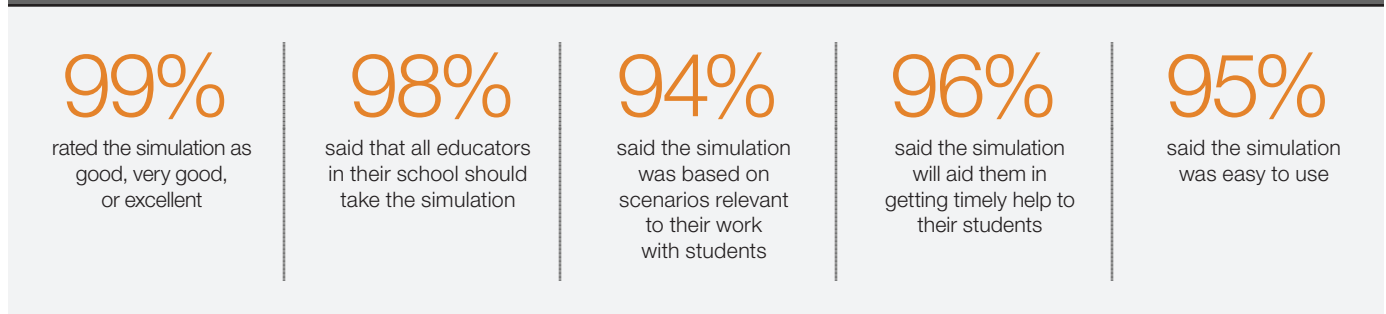 99%
rated the simulation as
good, very good,
or excellent
98%
said that all educators
in their school should
take the simulation
94%
said the simulation
was based on
scenarios relevant
to their work
with students
96%
said the simulation
will aid them in
getting timely help to
their students
95%
said the simulation
was easy to use